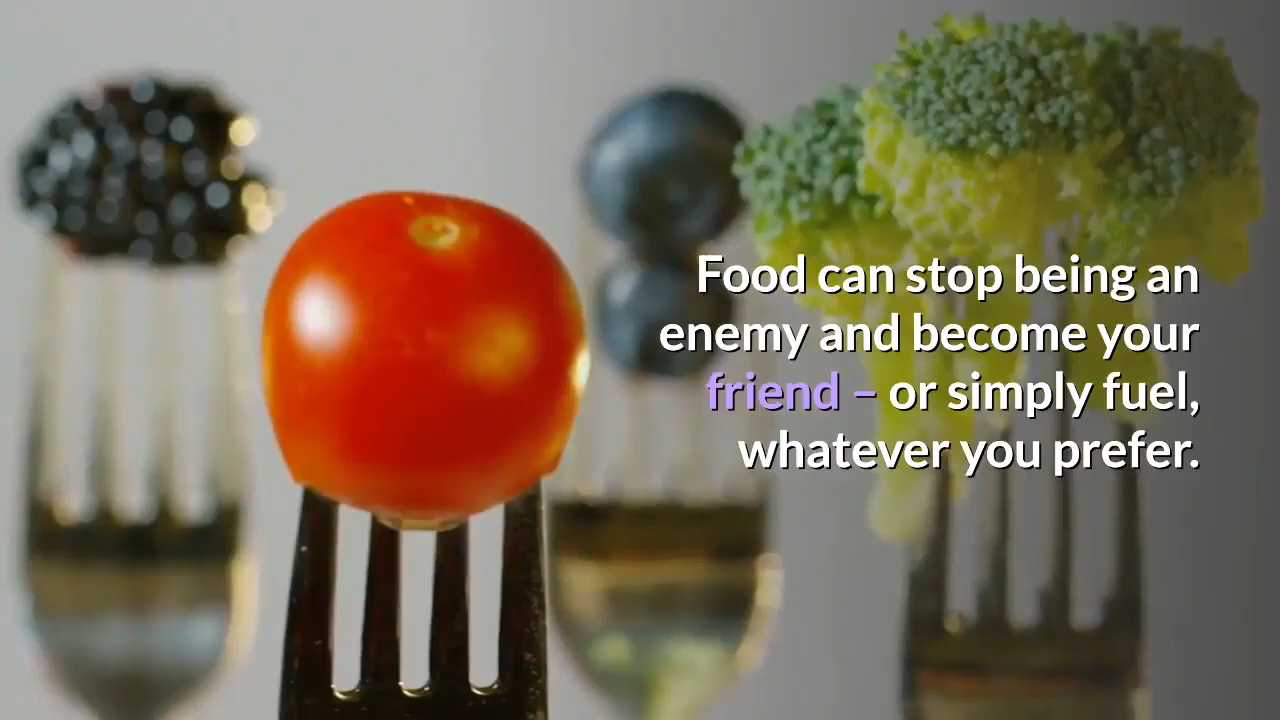 Food can stop being an
enemy and become your
friend – or simply fuel,
whatever you prefer.